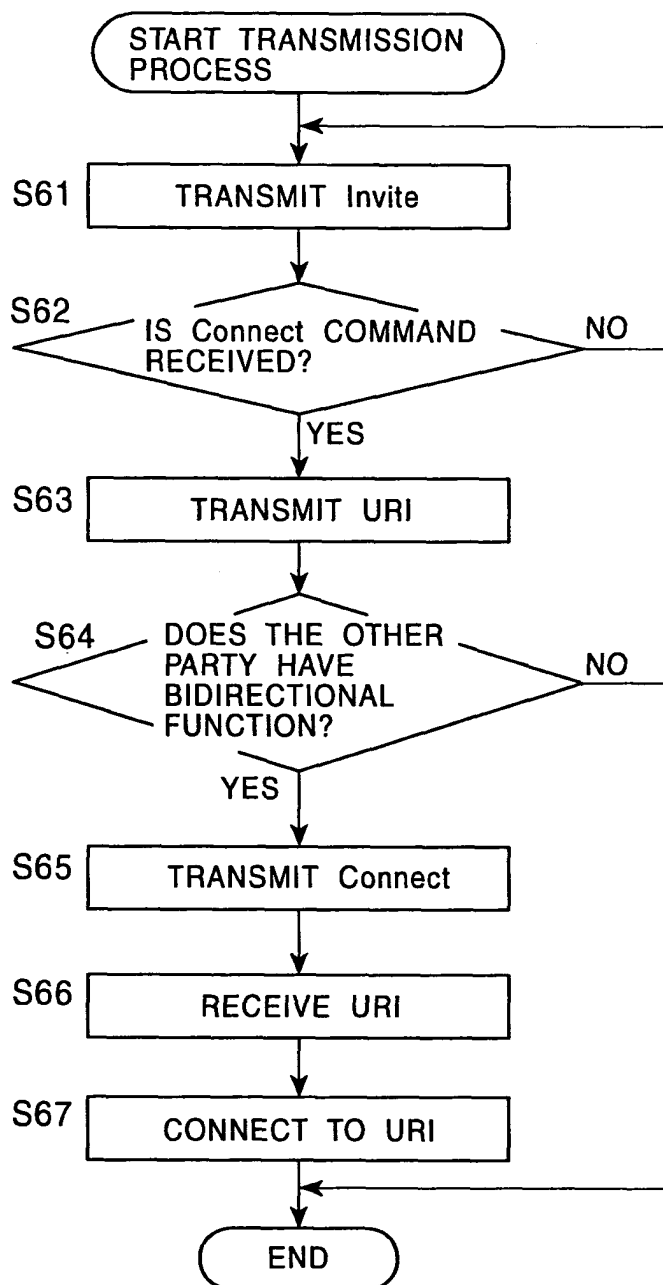 START TRANSMISSION
PROCESS
S61
TRANSMIT Invite
S62
IS Connect COMMAND
RECEIVED?
NO
YES
S63
TRANSMIT URI
S64
DOES THE OTHER
PARTY HAVE
BIDIRECTIONAL
FUNCTION?
NO
YES
S65
TRANSMIT Connect
S66
RECEIVE URI
S67
CONNECT TO URI
END